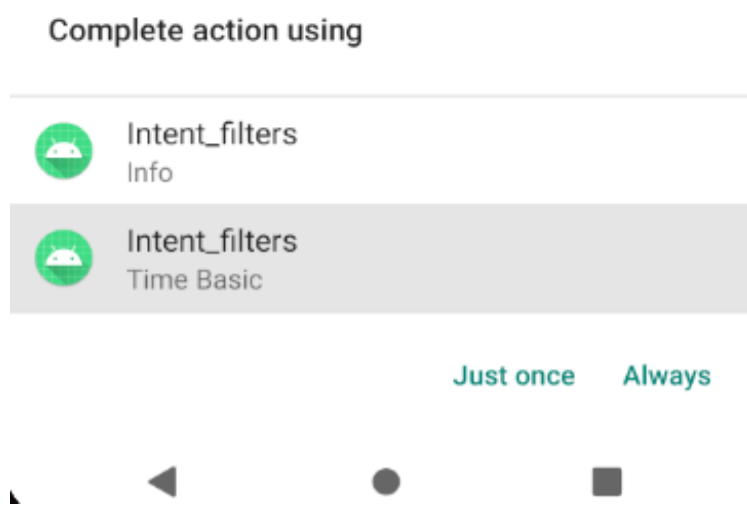 Complete action using
Intent_filters
Info
Intent_filters
Time Basic
Just once Always